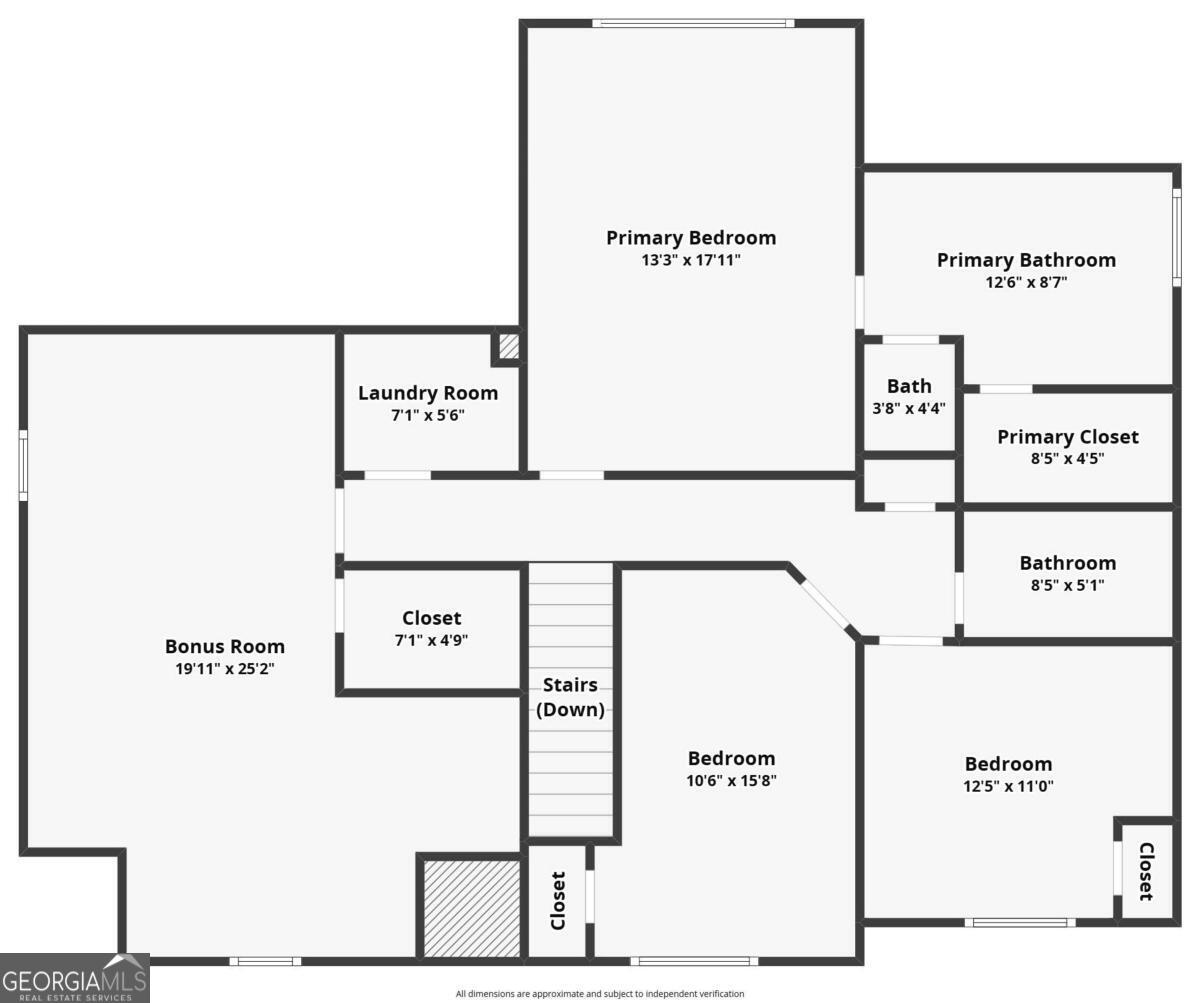 Primary Bedroom
13'3" x 17'11"
Primary Bathroom
12'6" x 8'7"
Laundry Room
7'1" x 5'6"
Bath
3'8" x 4'4"
Primary Closet
8'5" x 4'5"
Bathroom
8'5" x 5'1"
Closet
7'1" x 4'9"
Bonus Room
19'11" x 25'2"
Stairs
(Down)
Bedroom
10'6" x 15'8"
Bedroom
12'5" x 11'0"
Closet
Closet
GEORGIAMLS
REAL ESTATE SERVICES
All dimensions are approximate and subject to independent verification